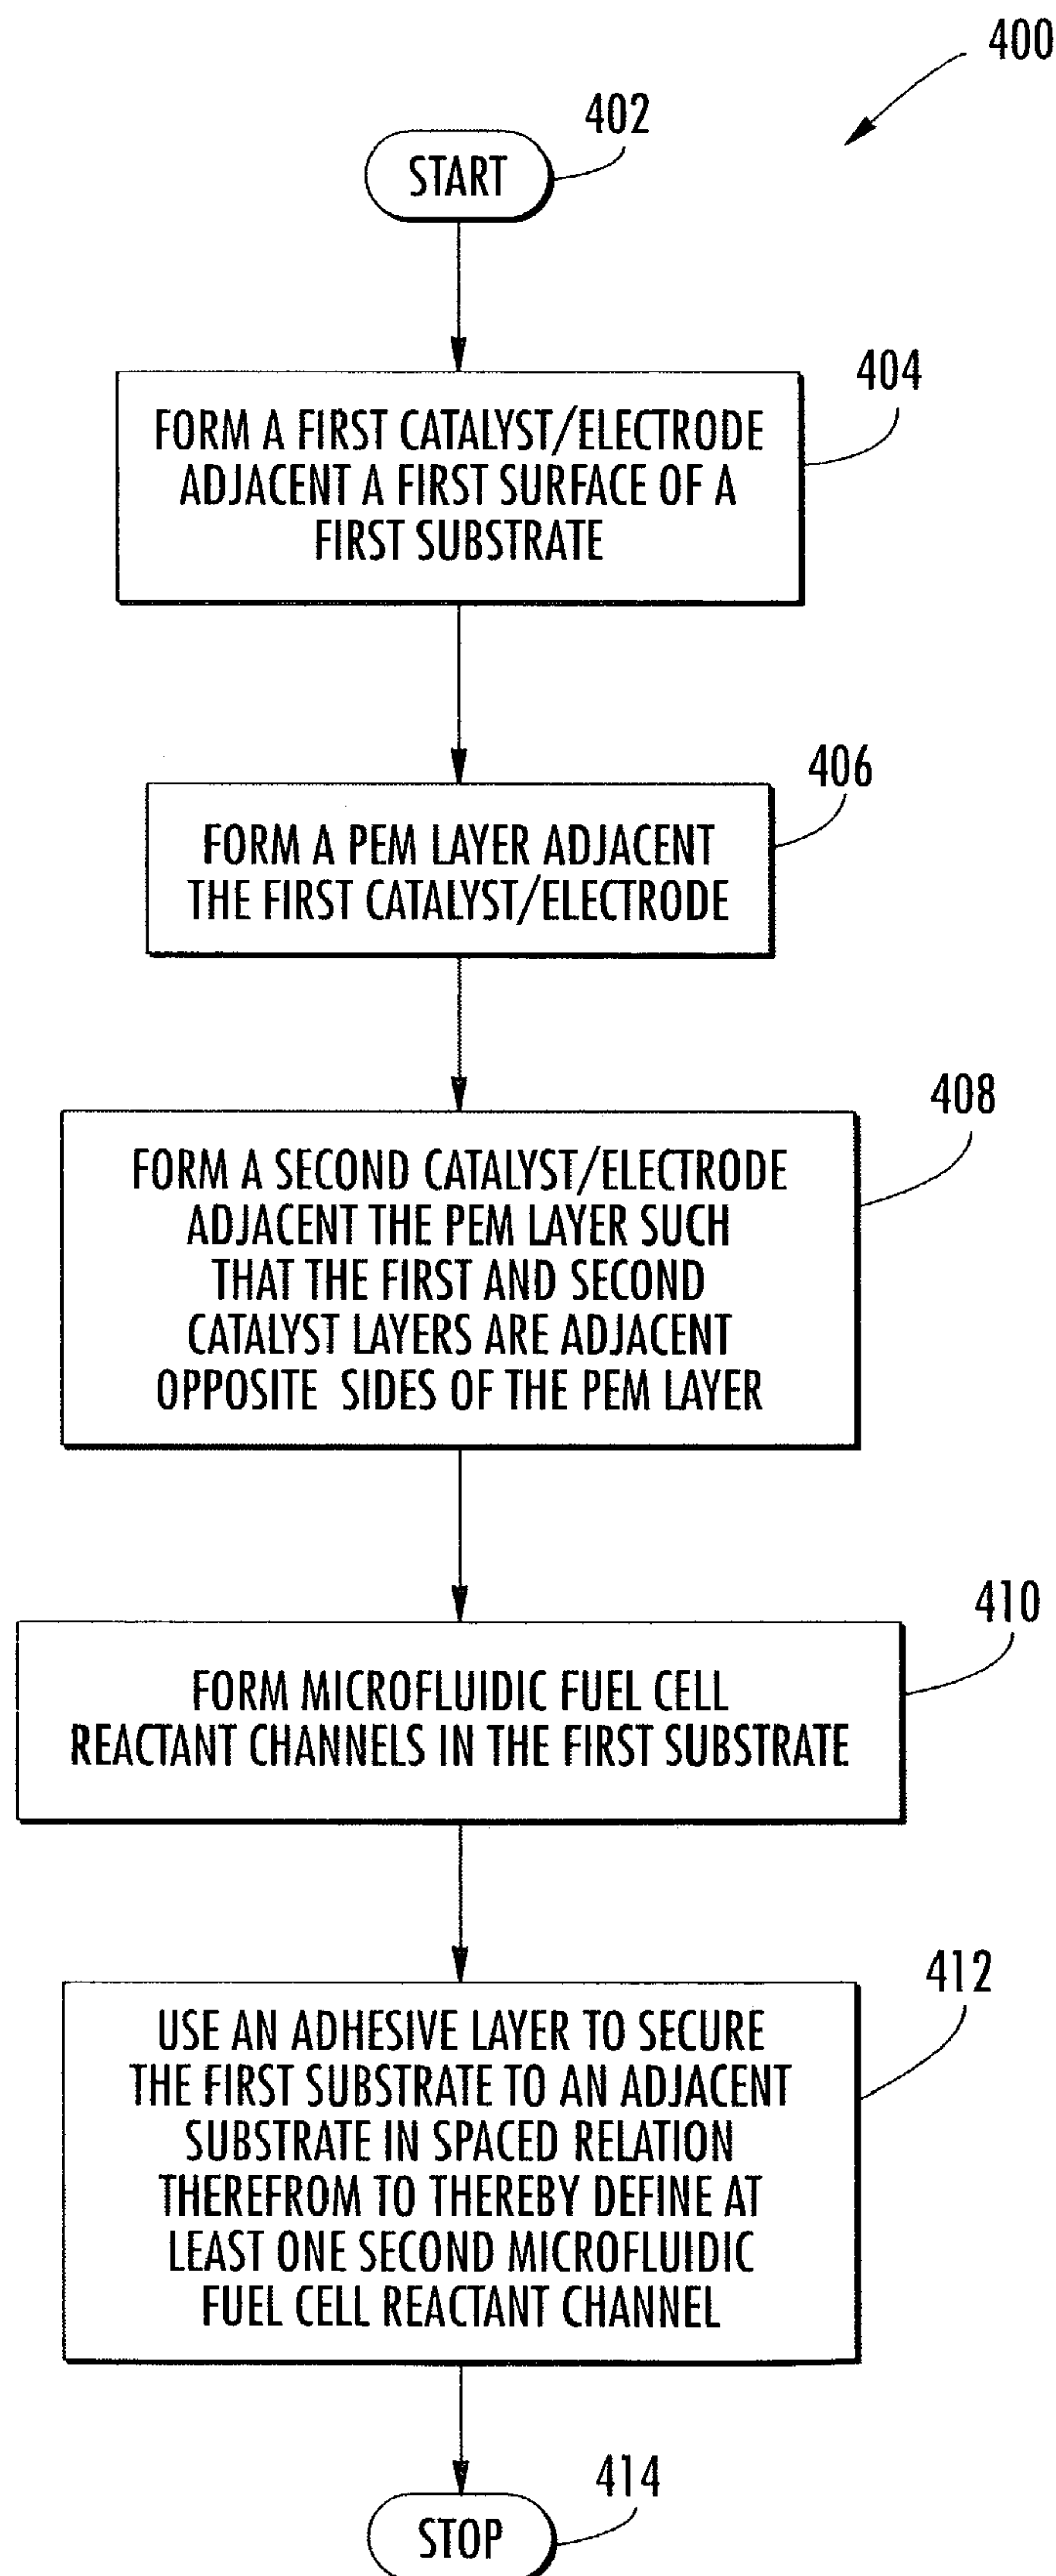 400
402
START
404
FORM A FIRST CATALYST/ELECTRODE
ADJACENT A FIRST SURFACE OF A
FIRST SUBSTRATE
406
FORM A PEM LAYER ADJACENT
THE FIRST CATALYST/ELECTRODE
408
FORM A SECOND CATALYST/ELECTRODE
ADJACENT THE PEM LAYER SUCH
THAT THE FIRST AND SECOND
CATALYST LAYERS ARE ADJACENT
OPPOSITE SIDES OF THE PEM LAYER
410
FORM MICROFLUIDIC FUEL CELL
REACTANT CHANNELS IN THE FIRST SUBSTRATE
412
USE AN ADHESIVE LAYER TO SECURE
THE FIRST SUBSTRATE TO AN ADJACENT
SUBSTRATE IN SPACED RELATION
THEREFROM TO THEREBY DEFINE AT
LEAST ONE SECOND MICROFLUIDIC
FUEL CELL REACTANT CHANNEL
414
STOP